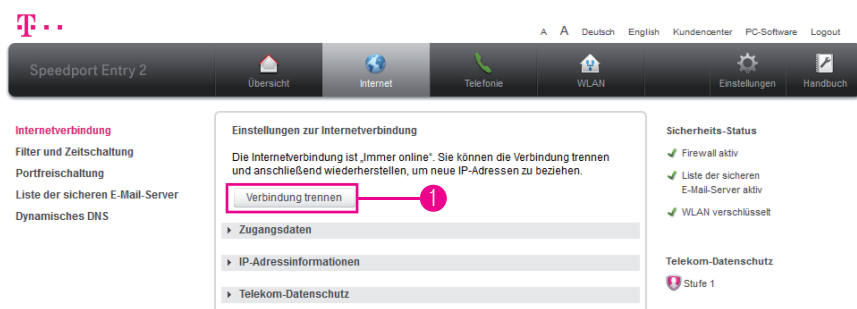 T
A A Deutsch English Kundencenter PC-Software Logout
Speedport Entry 2
Übersicht
Internet
Telefonie
WLAN
Einstellungen
Handbuch
Internetverbindung
Filter und Zeitschaltung
Portfreischaltung
Liste der sicheren E-Mail-Server
Dynamisches DNS
Einstellungen zur Internetverbindung
Die Internetverbindung ist „Immer online“. Sie können die Verbindung trennen
und anschließend wiederherstellen, um neue IP-Adressen zu beziehen.
Verbindung trennen
1
Zugangsdaten
IP-Adressinformationen
Telekom-Datenschutz
Sicherheits-Status
Firewall aktiv
Liste der sicheren
E-Mail-Server aktiv
WLAN verschlüsselt
Telekom-Datenschutz
Stufe 1